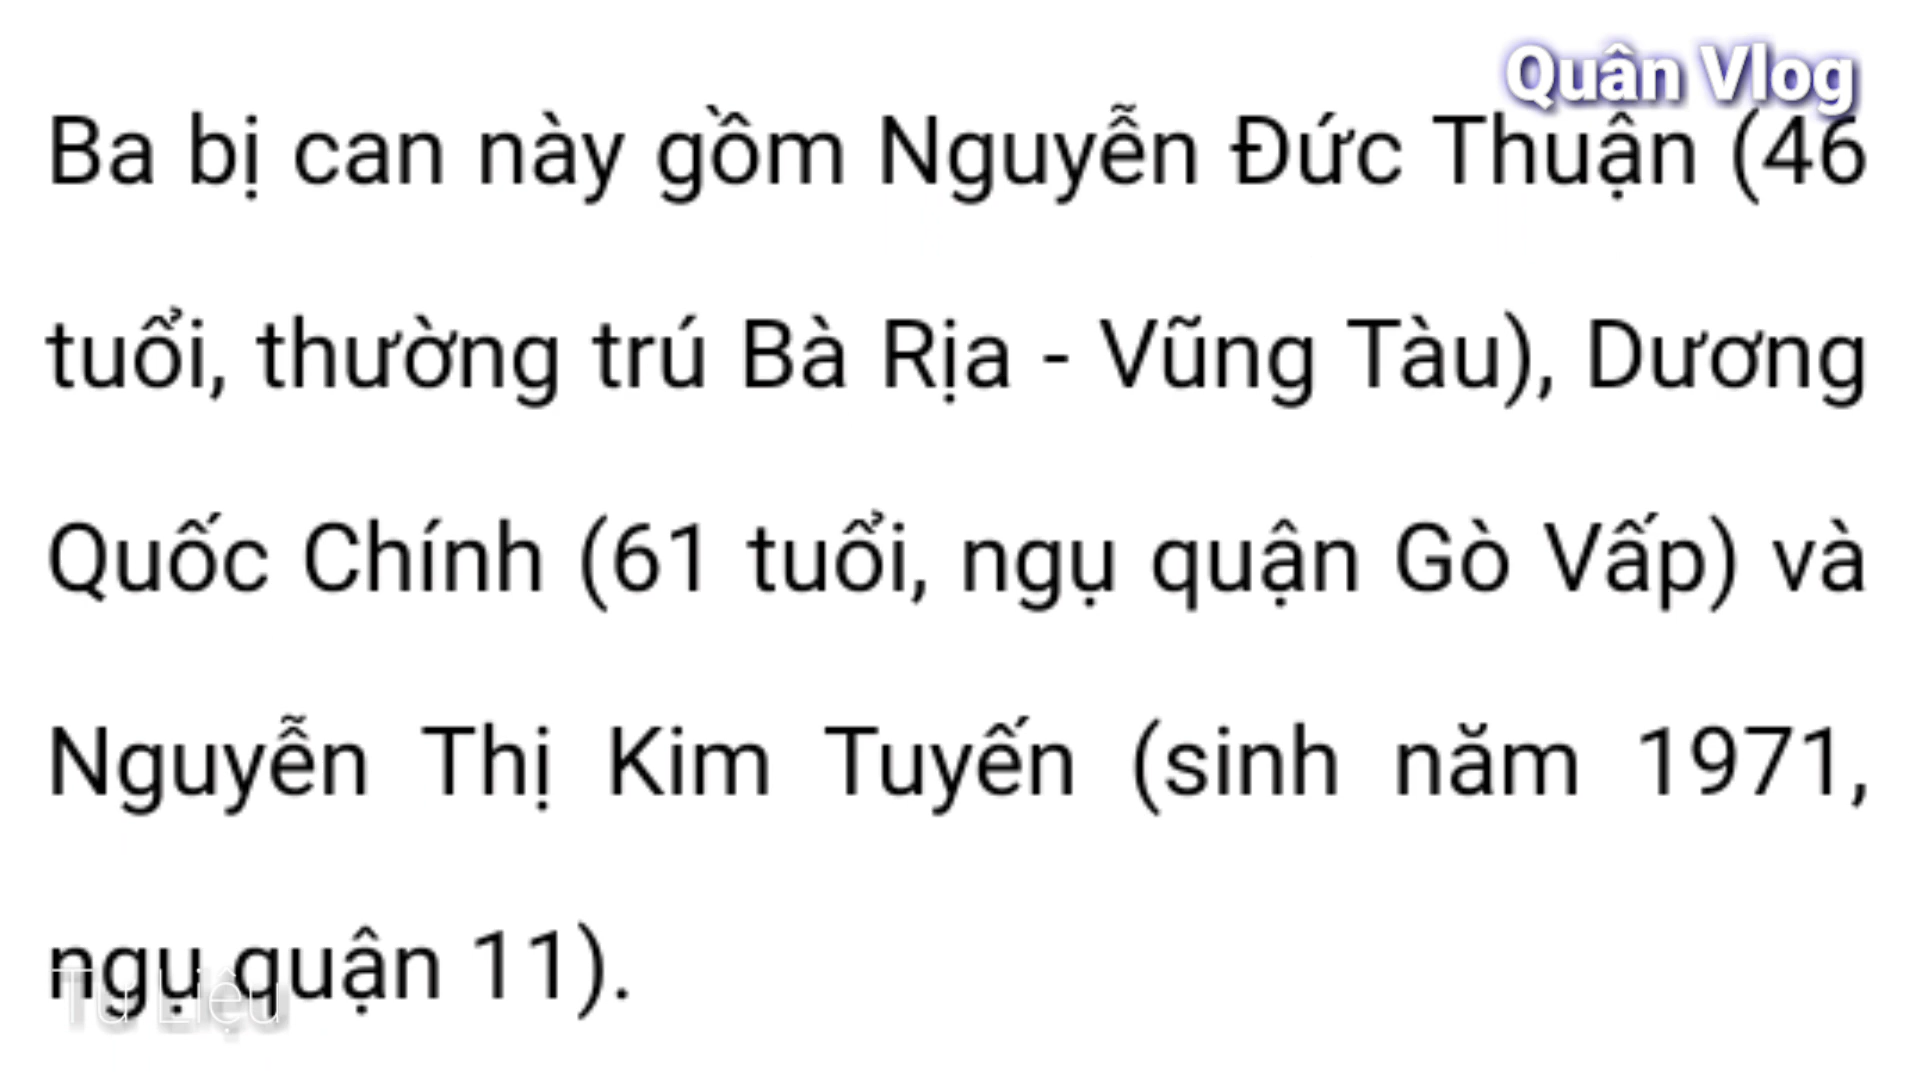 Quân Vlog
Ba bị can này gồm Nguyễn Đức Thuận (46
tuổi, thường trú Bà Rịa - Vũng Tàu), Dương
Quốc Chính (61 tuổi, ngụ quận Gò Vấp) và
Nguyễn Thị Kim Tuyến (sinh năm 1971,
ngụ quận 11).
Tư Liệu